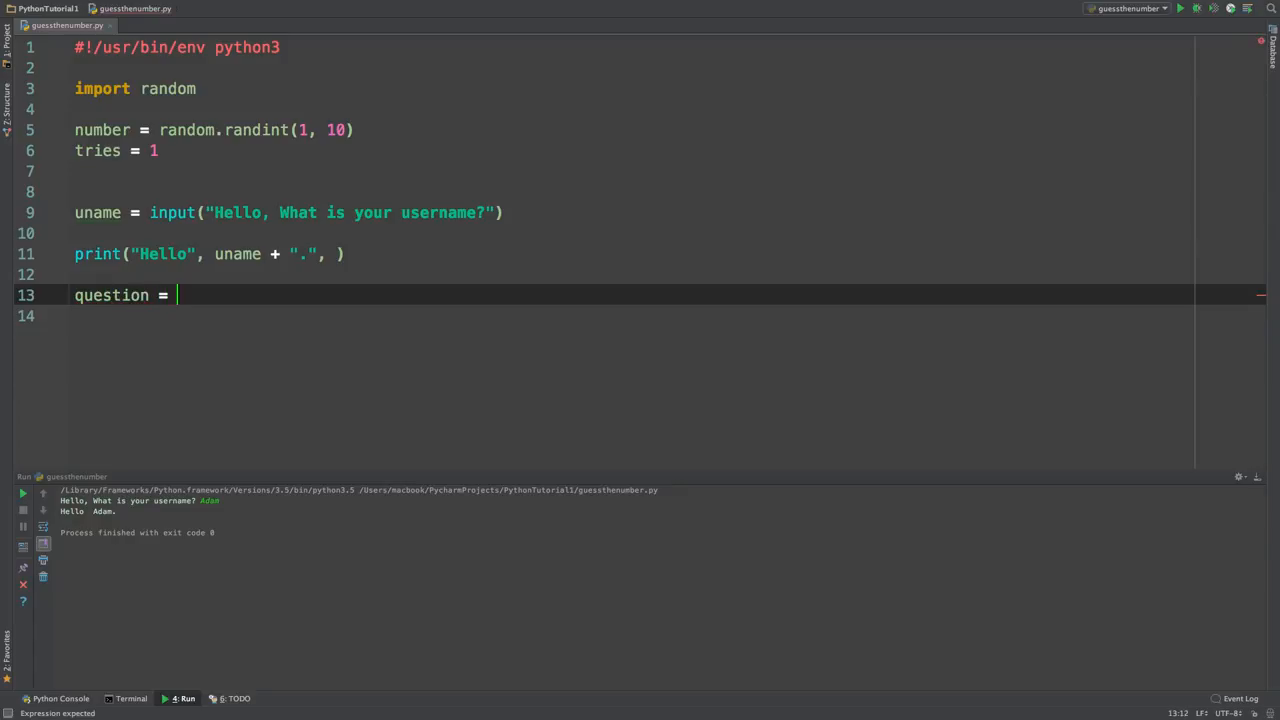 PythonTutorial1 guessthenumber.py guessthenumber
guessthenumber.py
1 #!/usr/bin/env python3
2
3 import random
4
5 number = random.randint(1, 10)
6 tries = 1
7
8
9 uname = input("Hello, What is your username?")
10
11 print("Hello", uname + ".", )
12
13 question =
14
1: Project
Z: Structure
2: Favorites
Database
Run guessthenumber
/Library/Frameworks/Python.framework/Versions/3.5/bin/python3.5 /Users/macbook/PycharmProjects/PythonTutorial1/guessthenumber.py
Hello, What is your username? Adam
Hello  Adam.
Process finished with exit code 0
Python Console Terminal 4: Run 6: TODO Event Log
Expression expected 13:12 LF÷ UTF-8÷